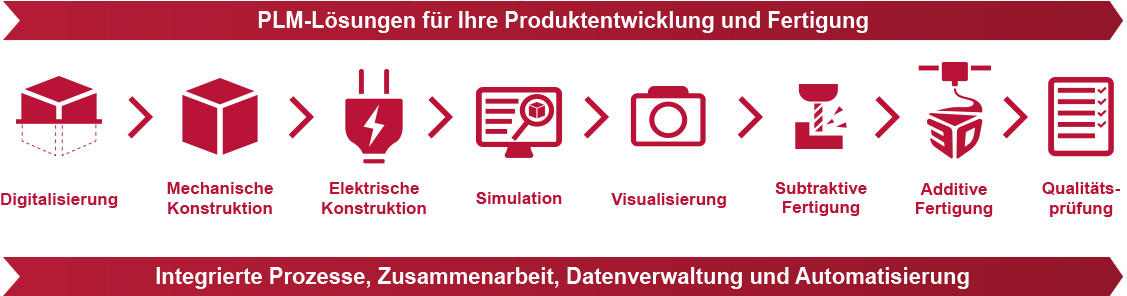 PLM-Lösungen für Ihre Produktentwicklung und Fertigung
3D
Digitalisierung
Mechanische
Konstruktion
Elektrische
Konstruktion
Simulation
Visualisierung
Subtraktive
Fertigung
Additive
Fertigung
Qualitäts-
prüfung
Integrierte Prozesse, Zusammenarbeit, Datenverwaltung und Automatisierung